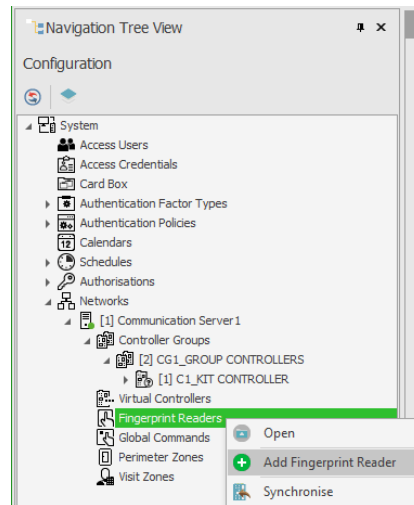 Navigation Tree View
Configuration
System
Access Users
Access Credentials
Card Box
Authentication Factor Types
Authentication Policies
12 Calendars
Schedules
Authorisations
Networks
[1] Communication Server1
Controller Groups
[2] CG1_GROUP CONTROLLERS
[1] C1_KIT CONTROLLER
Virtual Controllers
Fingerprint Readers
Open
Global Commands
Add Fingerprint Reader
Perimeter Zones
Synchronise
Visit Zones